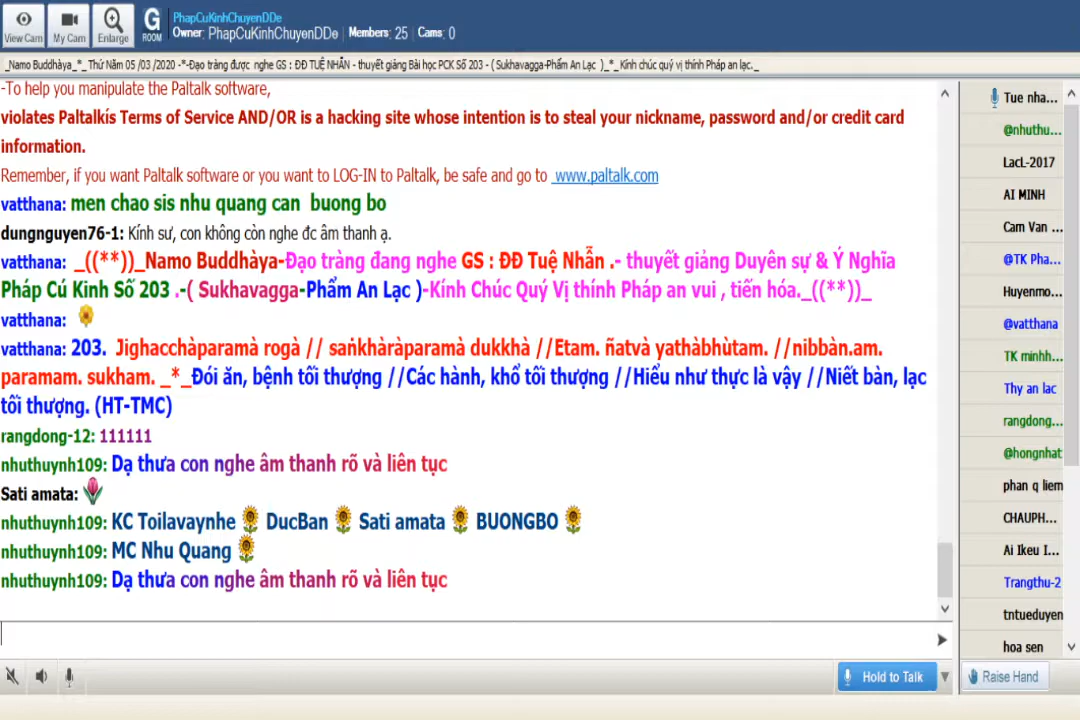 PhapCuKinhChuyenDDe
Owner: PhapCuKinhChuyenDDe | Members: 25 | Cams: 0
View Cam My Cam Enlarge G ROOM
_Namo Buddhàya_*_ Thứ Năm 05 /03 /2020 -*-Đạo tràng được nghe GS : ĐĐ TUỆ NHẪN - thuyết giảng Bài học PCK Số 203 - ( Sukhavagga-Phẩm An Lạc )_*_Kính chúc quý vị thính Pháp an lạc._
-To help you manipulate the Paltalk software,
violates Paltalkís Terms of Service AND/OR is a hacking site whose intention is to steal your nickname, password and/or credit card
information.
Remember, if you want Paltalk software or you want to LOG-IN to Paltalk, be safe and go to www.paltalk.com
vatthana: men chao sis nhu quang can buong bo
dungnguyen76-1: Kính sư, con không còn nghe đc âm thanh ạ.
vatthana: _((**))_Namo Buddhàya-Đạo tràng đang nghe GS : ĐĐ Tuệ Nhẫn .- thuyết giảng Duyên sự & Ý Nghĩa
Pháp Cú Kinh Số 203 .-( Sukhavagga-Phẩm An Lạc )-Kính Chúc Quý Vị thính Pháp an vui , tiến hóa._((**))_
vatthana:
vatthana: 203. Jighacchàparamà rogà // saṅkhàràparamà dukkhà //Etam. ñatvà yathàbhùtam. //nibbàn.am.
paramam. sukham. _*_Đói ăn, bệnh tối thượng //Các hành, khổ tối thượng //Hiểu như thực là vậy //Niết bàn, lạc
tối thượng. (HT-TMC)
rangdong-12: 111111
nhuthuynh109: Dạ thưa con nghe âm thanh rõ và liên tục
Sati amata:
nhuthuynh109: KC Toilavaynhe DucBan Sati amata BUONGBO
nhuthuynh109: MC Nhu Quang
nhuthuynh109: Dạ thưa con nghe âm thanh rõ và liên tục
Hold to Talk
Tue nha...
@nhuthu...
LacL-2017
AI MINH
Cam Van ...
@TK Pha...
Huyenmo...
@vatthana
TK minhh...
Thy an lac
rangdong...
@hongnhat
phan q liem
CHAUPH...
Ai Ikeu I...
Trangthu-2
tntueduyen
hoa sen
Raise Hand